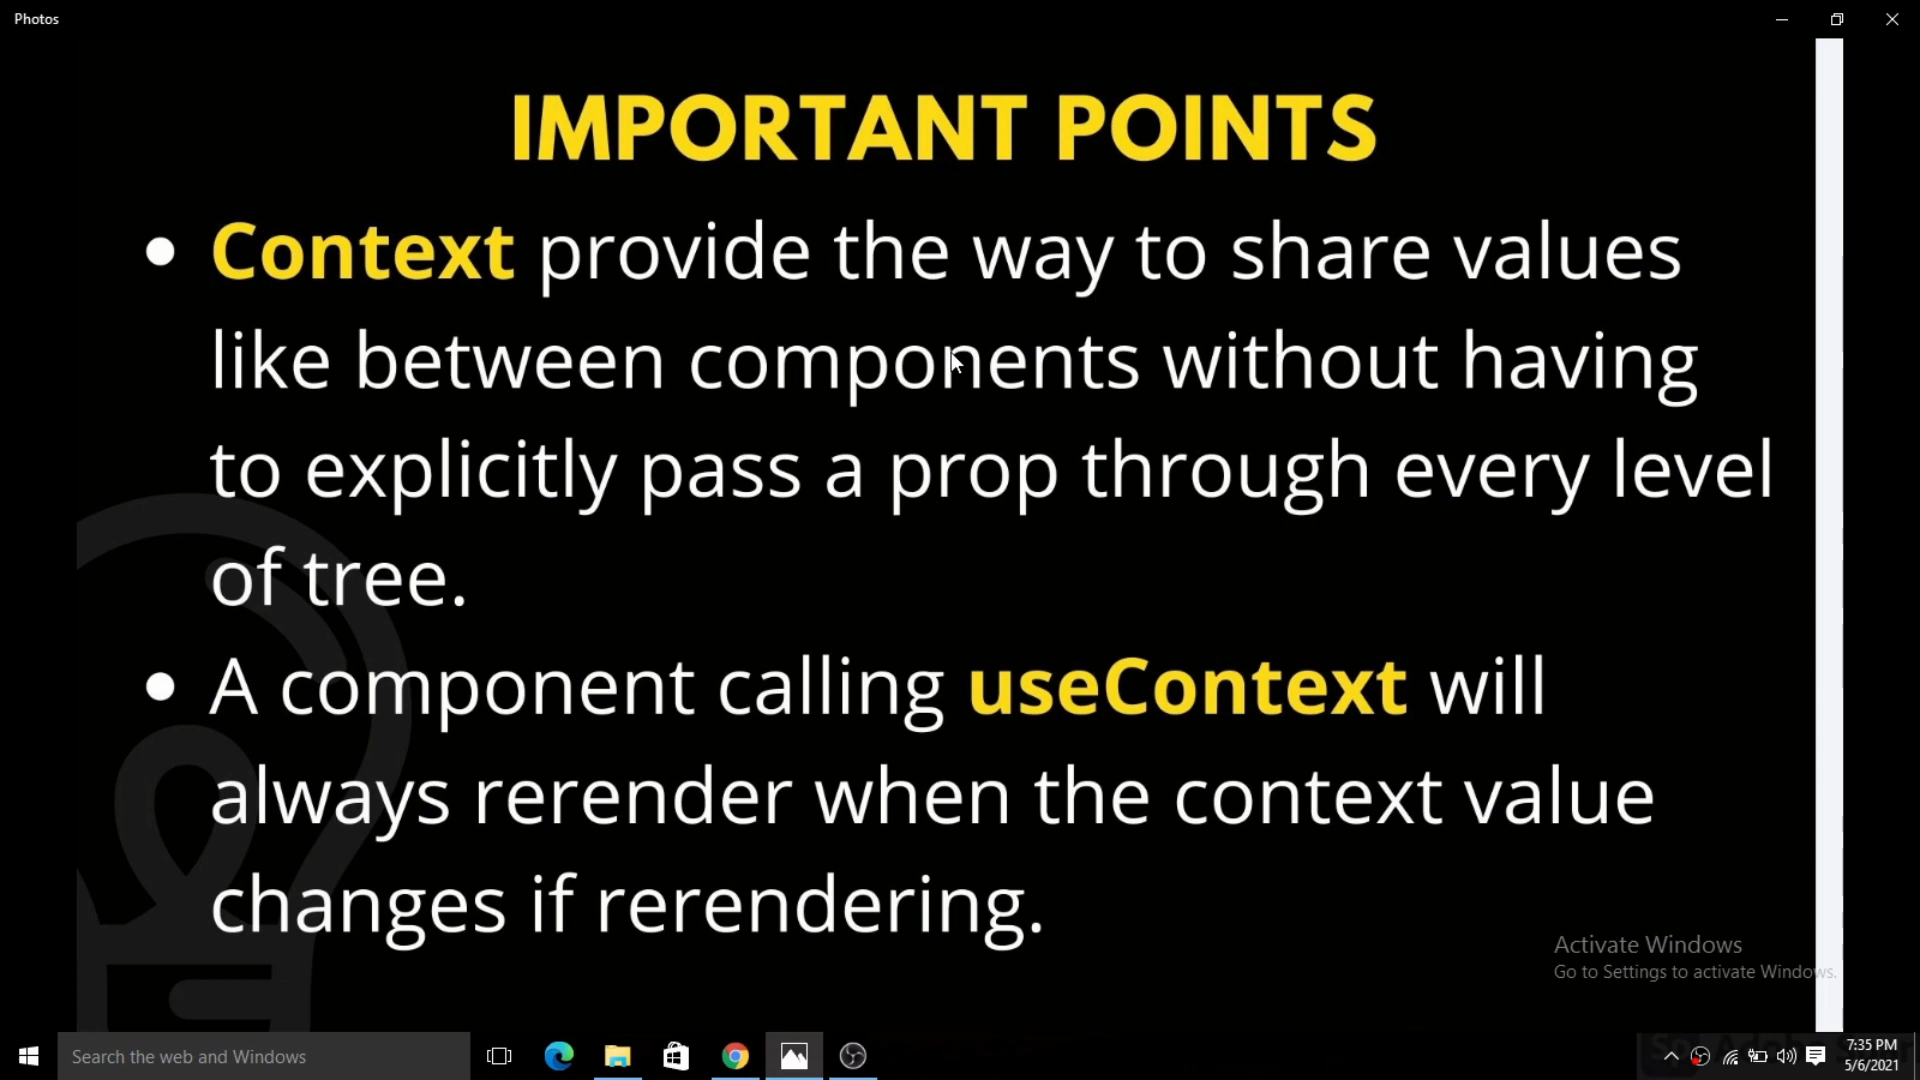 Photos
IMPORTANT POINTS
• Context provide the way to share values
like between components without having
to explicitly pass a prop through every level
of tree.
• A component calling useContext will
always rerender when the context value
changes if rerendering.
Activate Windows
Go to Settings to activate Windows.
Search the web and Windows
7:35 PM
5/6/2021